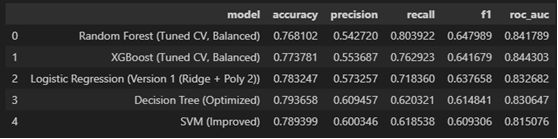 model accuracy precision recall f1 roc_auc
0 Random Forest (Tuned CV, Balanced) 0.768102 0.542720 0.803922 0.647989 0.841789
1 XGBoost (Tuned CV, Balanced) 0.773781 0.553687 0.762923 0.641679 0.844303
2 Logistic Regression (Version 1 (Ridge + Poly 2)) 0.783247 0.573257 0.718360 0.637658 0.832682
3 Decision Tree (Optimized) 0.793658 0.609457 0.620321 0.614841 0.830647
4 SVM (Improved) 0.789399 0.600346 0.618538 0.609306 0.815076